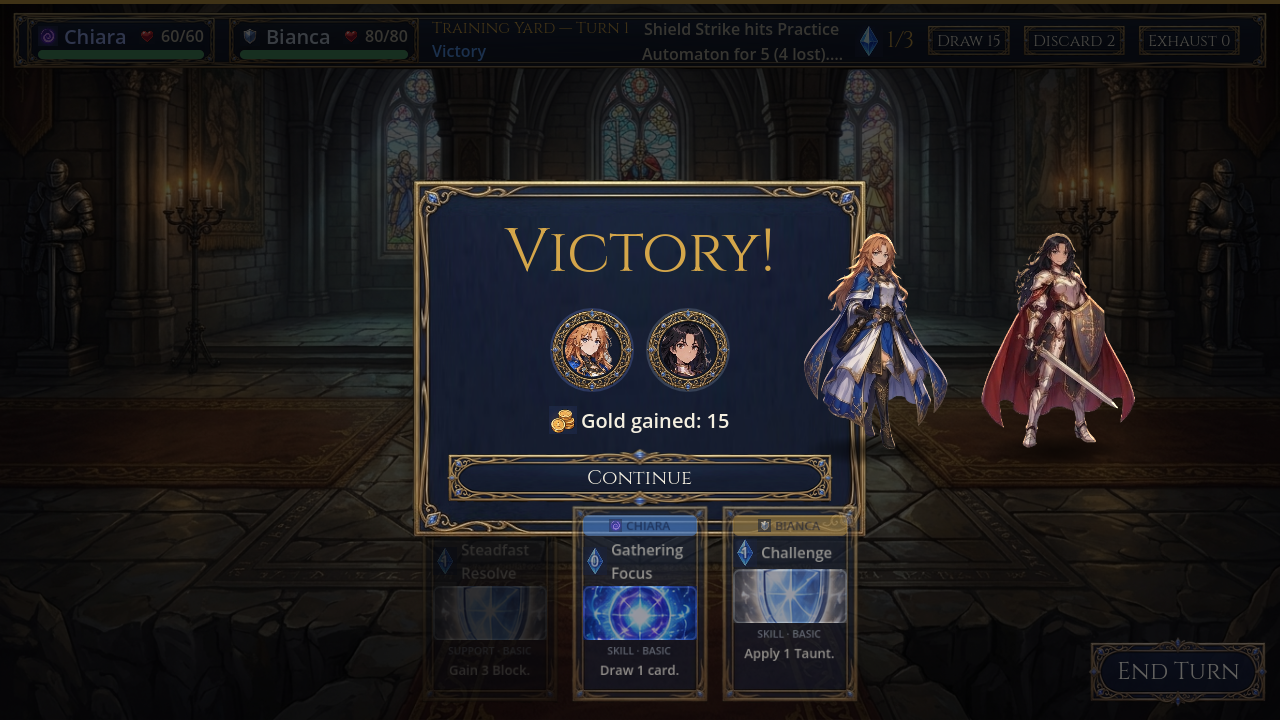 Chiara 60/60
Bianca 80/80
Training Yard — Turn 1
Victory
Shield Strike hits Practice
Automaton for 5 (4 lost)....
1/3
Draw 15
Discard 2
Exhaust 0
Victory!
Gold gained: 15
Continue
1 Steadfast
Resolve
SUPPORT · BASIC
Gain 3 Block.
CHIARA
0 Gathering
Focus
SKILL · BASIC
Draw 1 card.
BIANCA
1 Challenge
SKILL · BASIC
Apply 1 Taunt.
End Turn